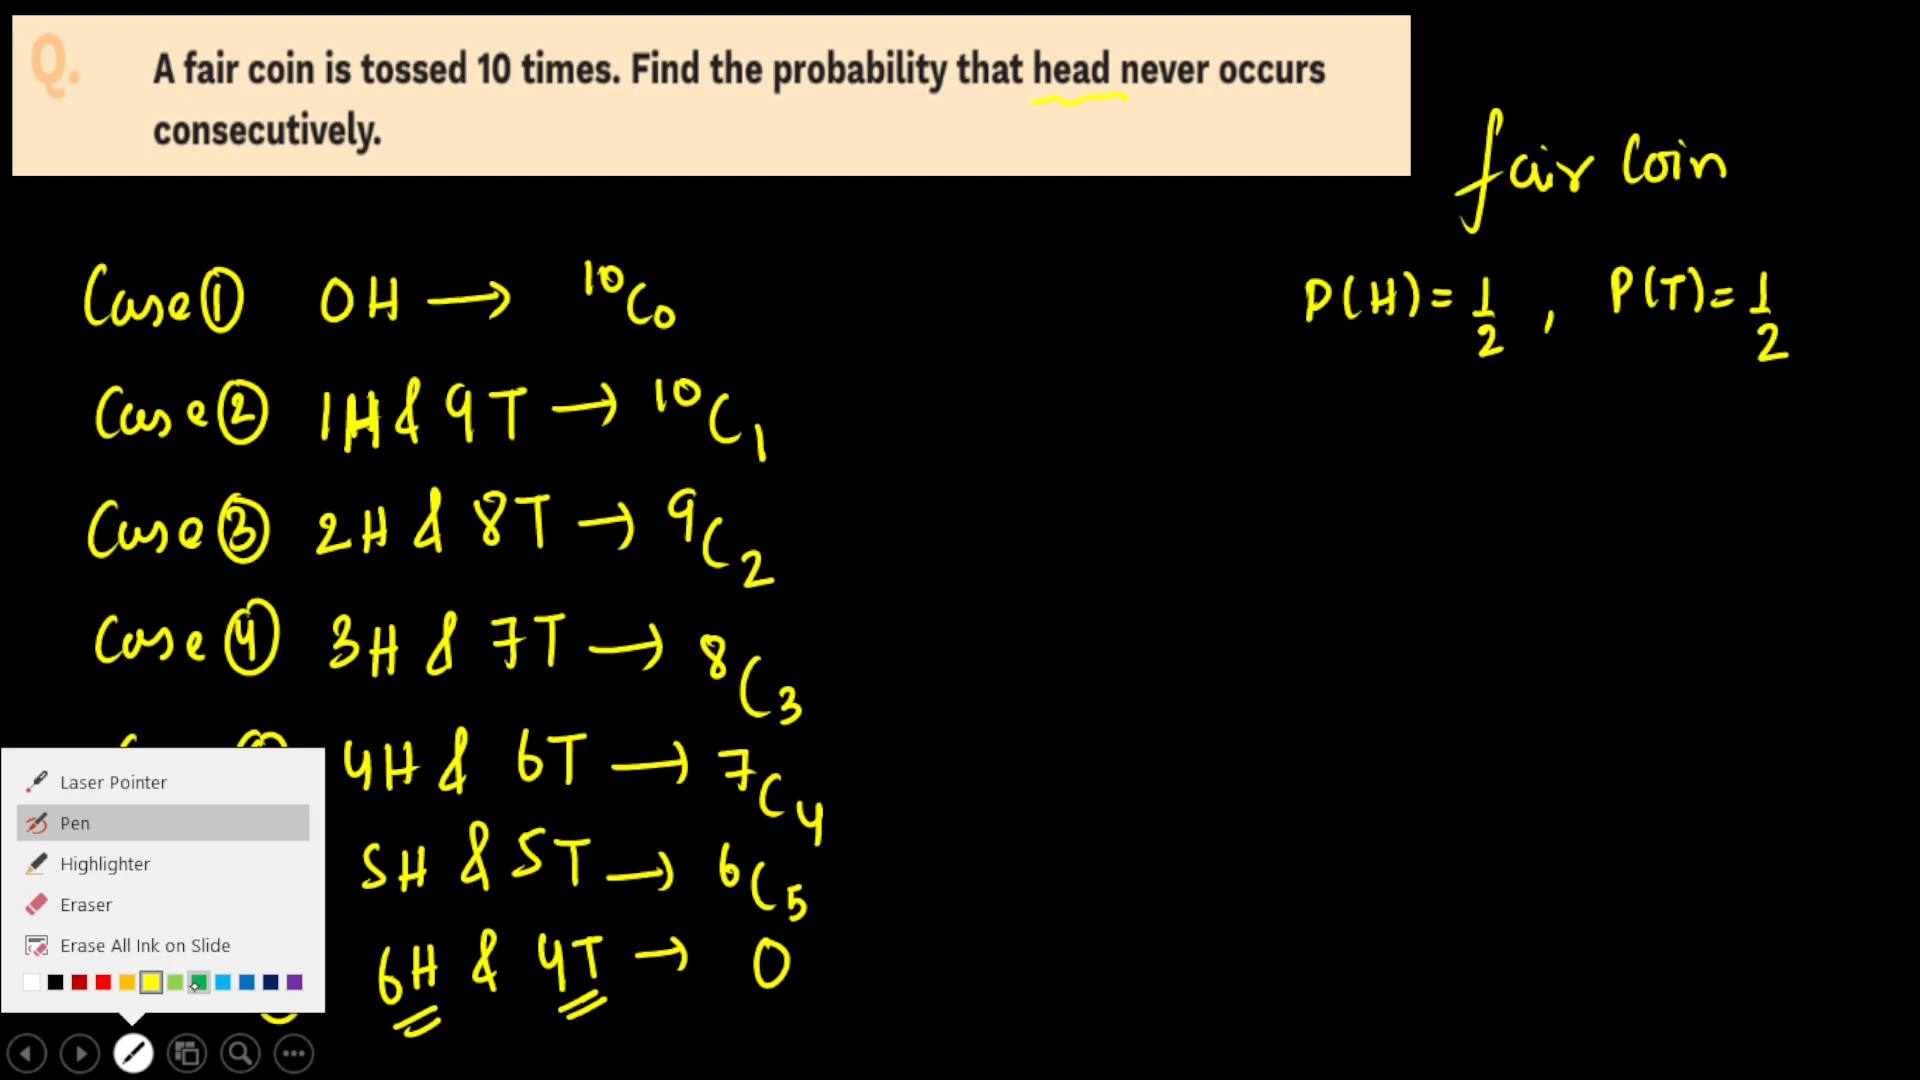 Q. A fair coin is tossed 10 times. Find the probability that head never occurs
consecutively.
fair Coin
P(H) = 1/2 , P(T) = 1/2
Case ① 0H → ¹⁰C₀
Case ② 1H & 9T → ¹⁰C₁
Case ③ 2H & 8T → ⁹C₂
Case ④ 3H & 7T → ⁸C₃
4H & 6T → ⁷C₄
5H & 5T → ⁶C₅
6H & 4T → 0
Laser Pointer
Pen
Highlighter
Eraser
Erase All Ink on Slide